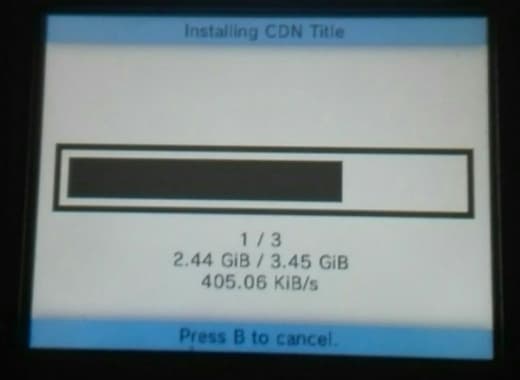 Installing CDN Title
1 / 3
2.44 GiB / 3.45 GiB
405.06 KiB/s
Press B to cancel.